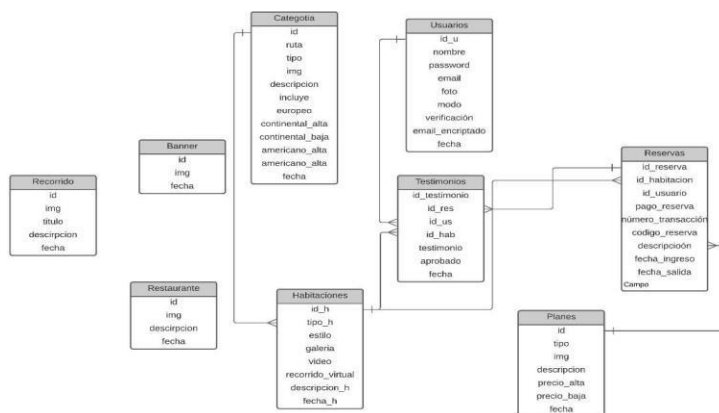 Categotia
id
ruta
tipo
img
descripcion
incluye
europeo
continental_alta
continental_baja
americano_alta
americano_alta
fecha
Usuarios
id_u
nombre
password
email
foto
modo
verificación
email_encriptado
fecha
Banner
id
img
fecha
Recorrido
id
img
titulo
descirpcion
fecha
Testimonios
id_testimonio
id_res
id_us
id_hab
testimonio
aprobado
fecha
Reservas
id_reserva
id_habitacion
id_usuario
pago_reserva
número_transacción
codigo_reserva
descripcioón
fecha_ingreso
fecha_salida
Campo
Restaurante
id
img
descirpcion
fecha
Habitaciones
id_h
tipo_h
estilo
galeria
video
recorrido_virtual
descripcion_h
fecha_h
Planes
id
tipo
img
descripcion
precio_alta
precio_baja
fecha